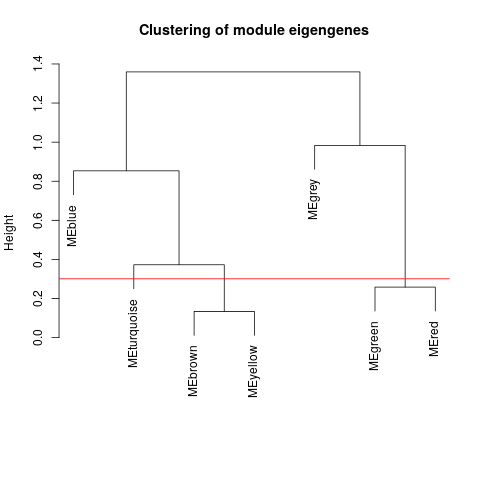 Clustering of module eigengenes
Height
1.4
1.2
1.0
0.8
0.6
0.4
0.2
0.0
MEblue
MEturquoise
MEbrown
MEyellow
MEgrey
MEgreen
MEred